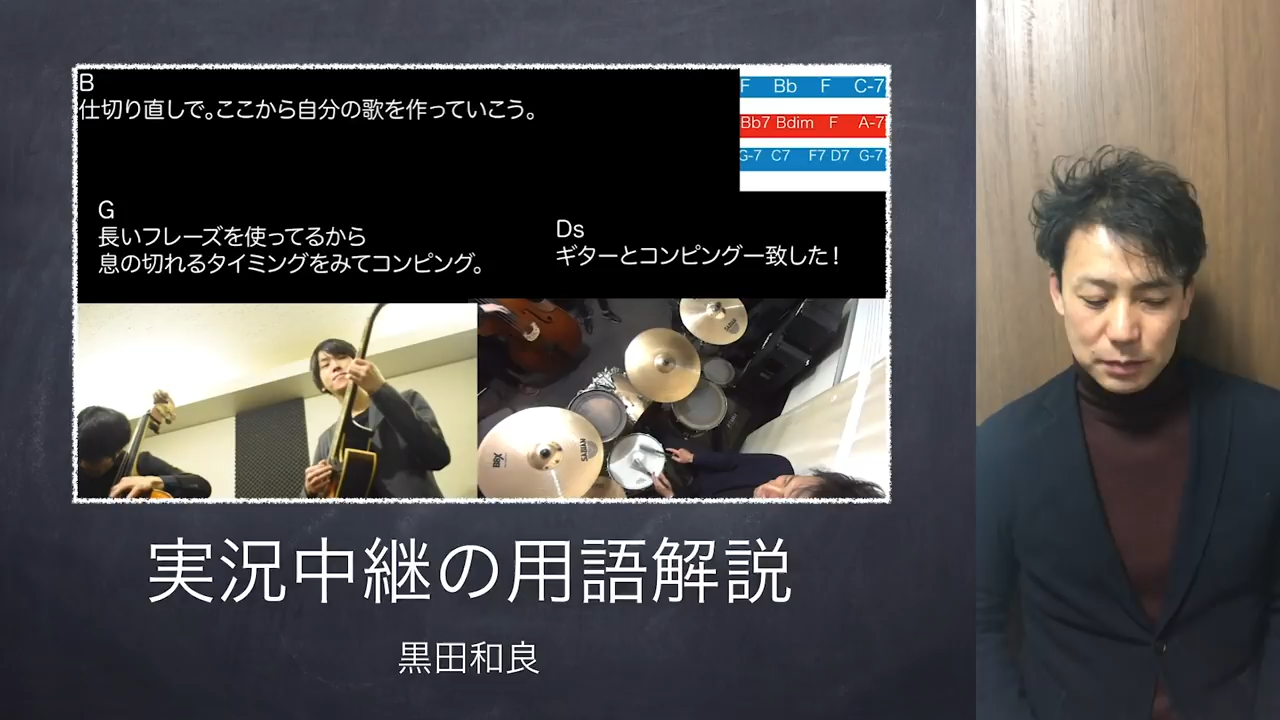 B
仕切り直しで。ここから自分の歌を作っていこう。
F Bb F C-7
Bb7 Bdim F A-7
G-7 C7 F7 D7 G-7
G
長いフレーズを使ってるから
息の切れるタイミングをみてコンピング。
Ds
ギターとコンピング一致した！
実況中継の用語解説
黒田和良